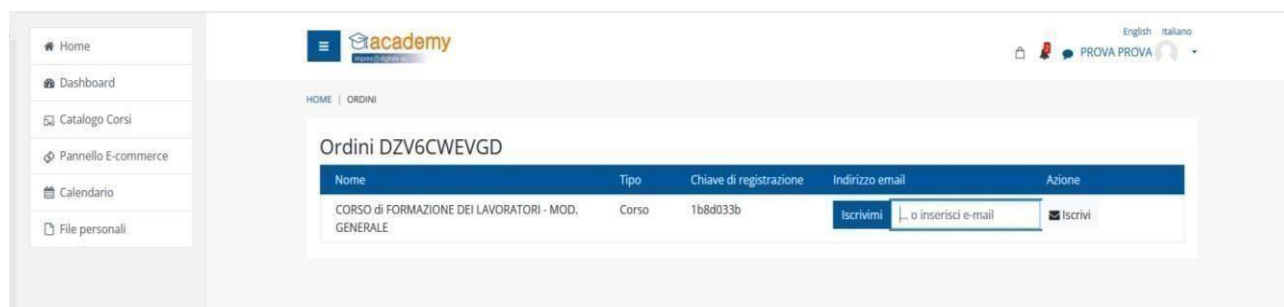 Home
Dashboard
Catalogo Corsi
Pannello E-commerce
Calendario
File personali
academy
English Italiano
PROVA PROVA
HOME | ORDINI
Ordini DZV6CWEVGD
Nome Tipo Chiave di registrazione Indirizzo email Azione
CORSO di FORMAZIONE DEI LAVORATORI - MOD. Corso 1b8d033b Iscrivimi ... o inserisci e-mail Iscrivi
GENERALE